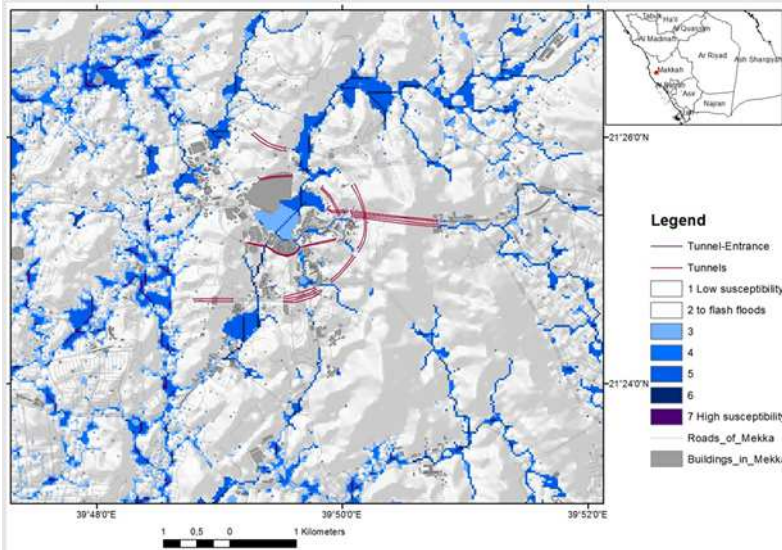 Tabuk
Ha'il
Al Quassim
Al Madinah
Ar Riyad
Ash Sharqiyah
Makkah
Asir
Najran
21°26'0"N
Legend
Tunnel-Entrance
Tunnels
1 Low susceptibility
2 to flash floods
3
4
5
6
7 High susceptibility
Roads_of_Mekka
Buildings_in_Mekka
21°24'0"N
39°48'0"E
39°50'0"E
39°52'0"E
1 0,5 0 1 Kilometers